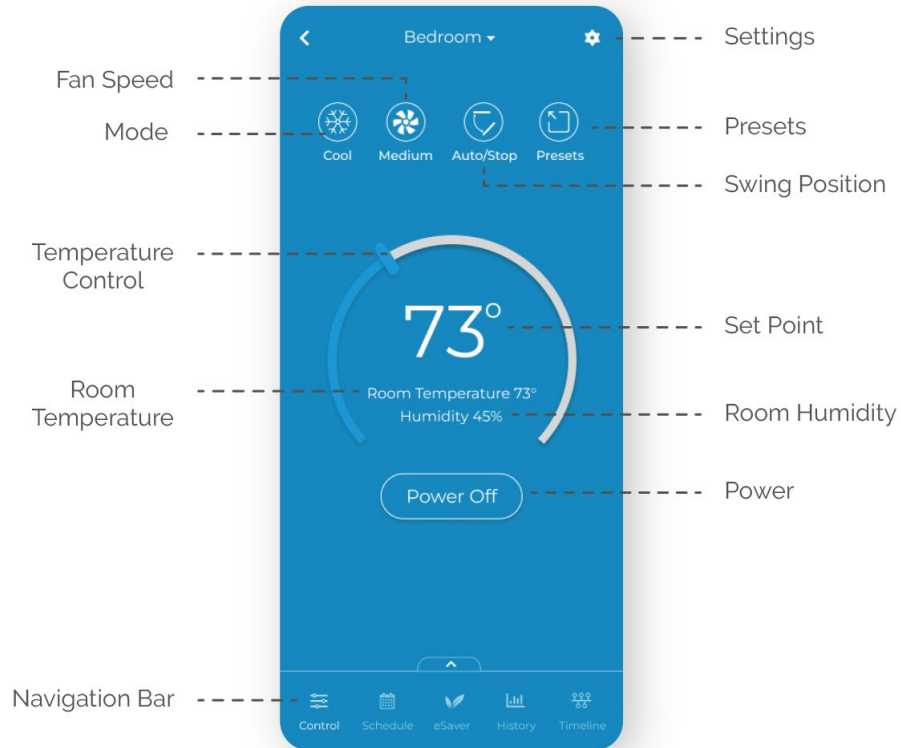 Bedroom
Settings
Fan Speed
Mode
Presets
Cool
Medium
Auto/Stop
Presets
Swing Position
Temperature
Control
73°
Set Point
Room
Temperature
Room Temperature 73°
Humidity 45%
Room Humidity
Power Off
Power
Navigation Bar
Control
Schedule
eSaver
History
Timeline